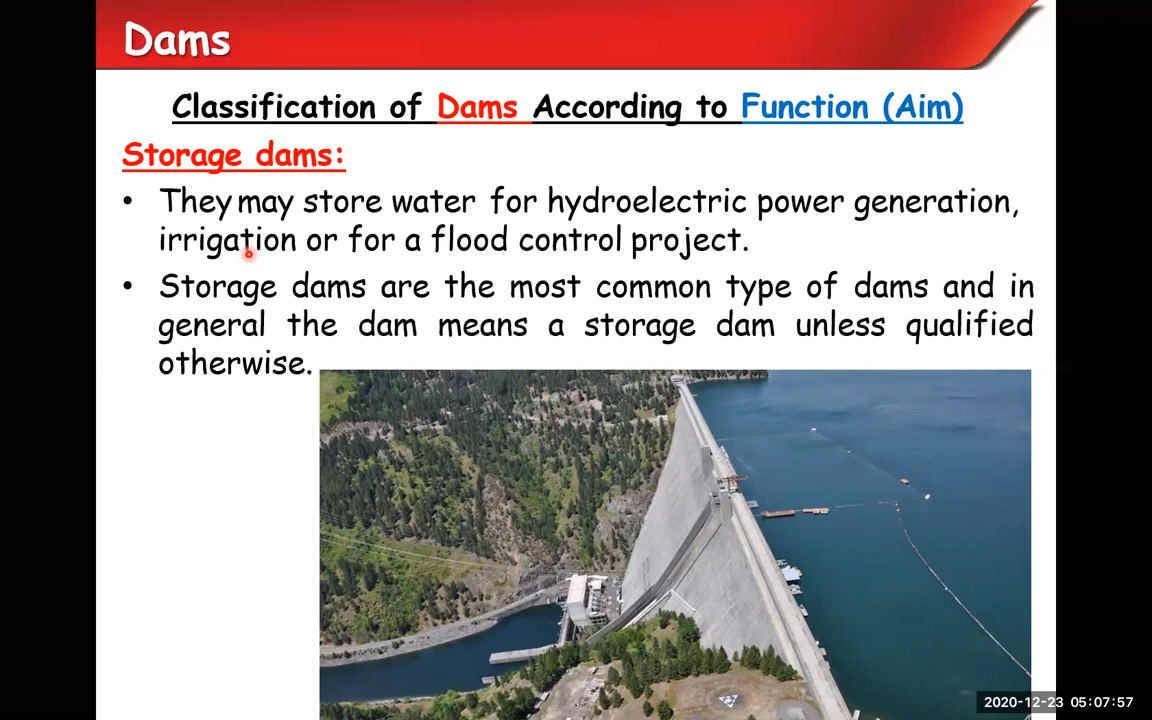 Dams
Classification of Dams According to Function (Aim)
Storage dams:
• They may store water for hydroelectric power generation,
irrigation or for a flood control project.
• Storage dams are the most common type of dams and in
general the dam means a storage dam unless qualified
otherwise.
2020-12-23 05:07:57